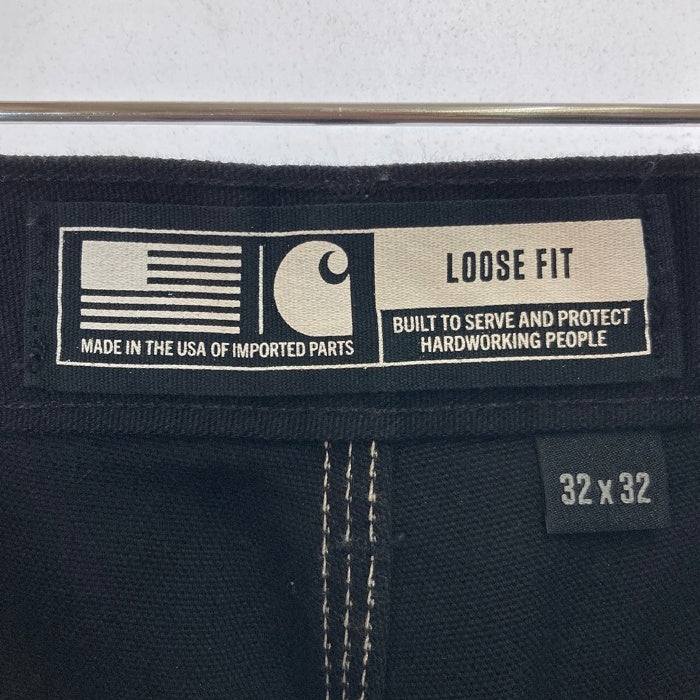 LOOSE FIT
MADE IN THE USA OF IMPORTED PARTS
BUILT TO SERVE AND PROTECT
HARDWORKING PEOPLE
32 x 32